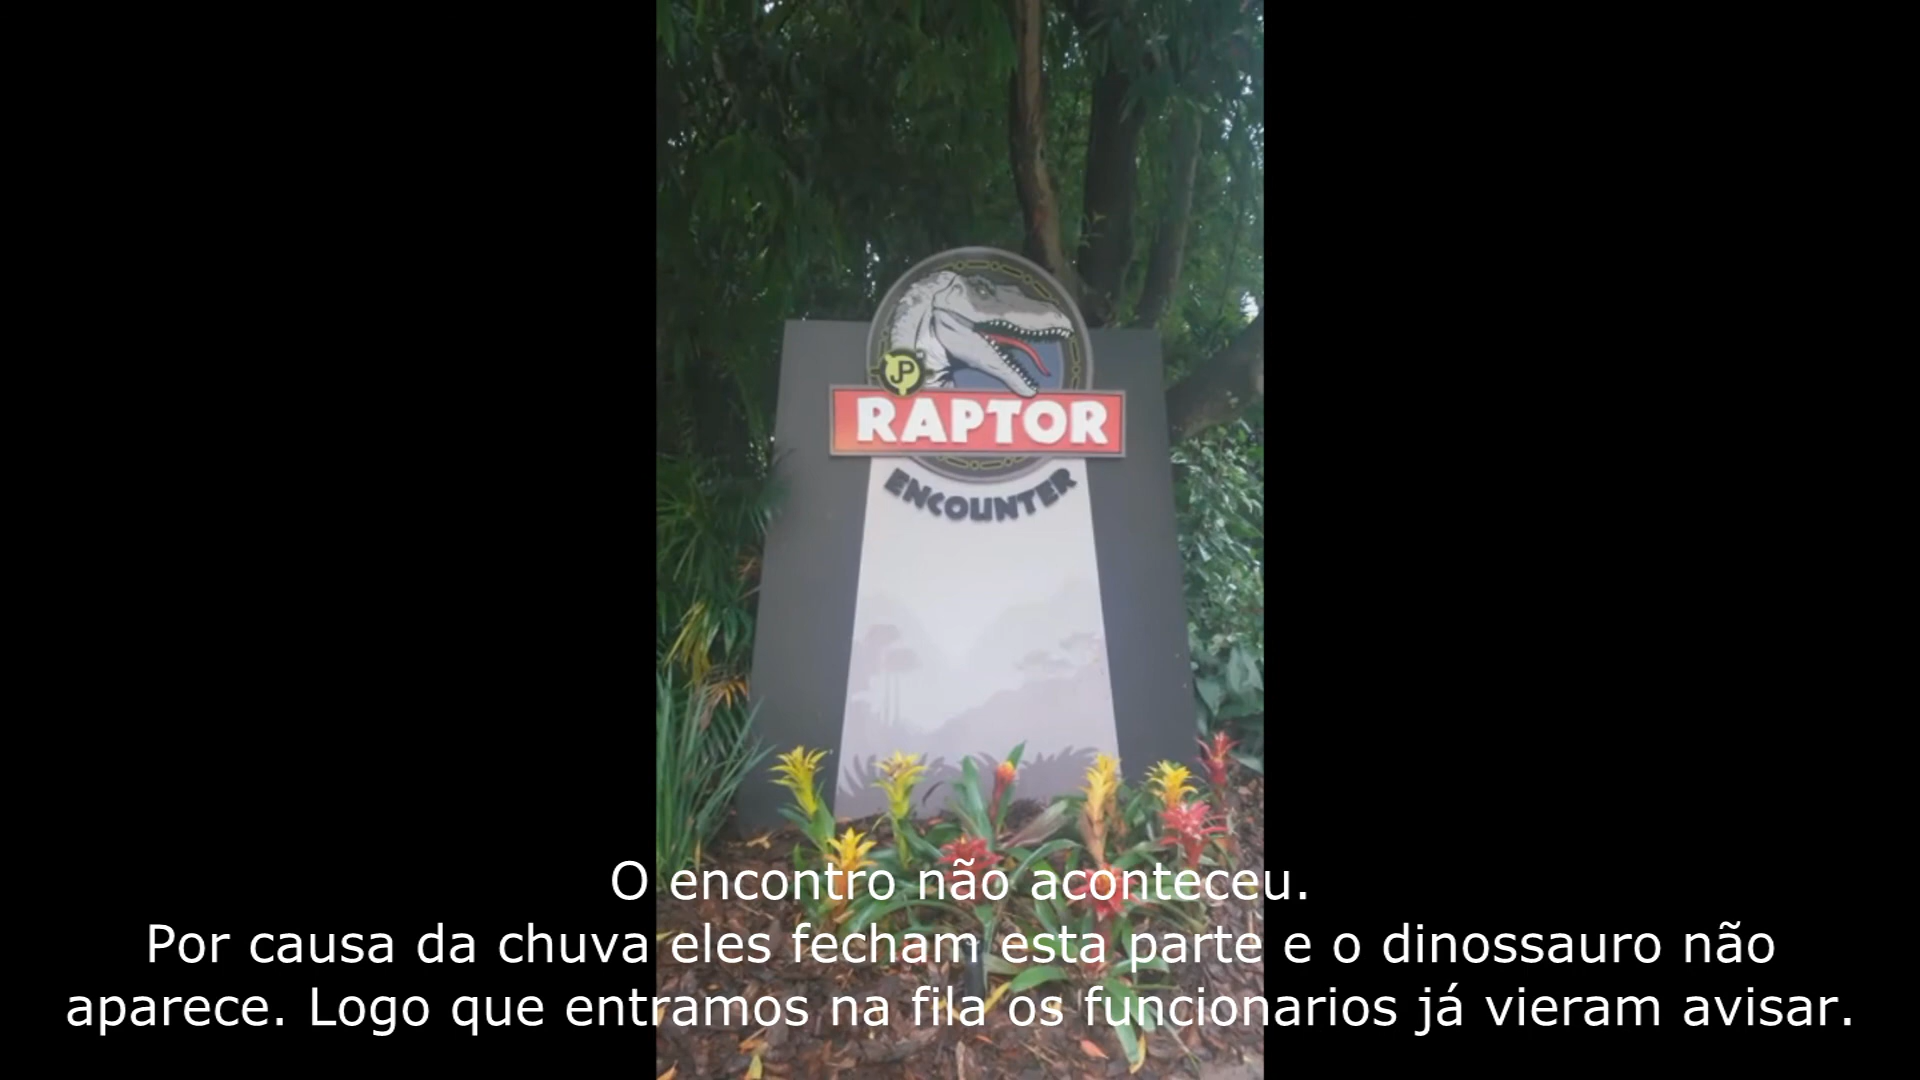 JP
RAPTOR
ENCOUNTER
O encontro não aconteceu.
Por causa da chuva eles fecham esta parte e o dinossauro não
aparece. Logo que entramos na fila os funcionarios já vieram avisar.